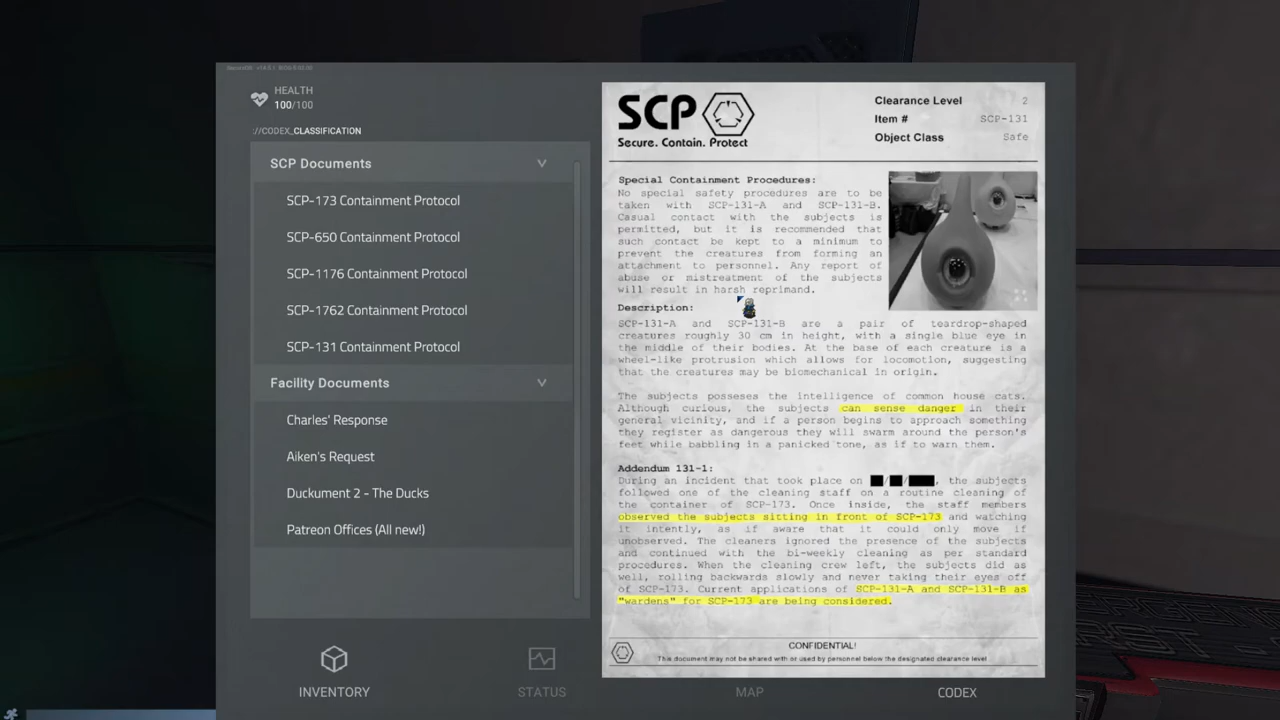 HEALTH
100/100
://CODEX_CLASSIFICATION
SCP Documents
SCP-173 Containment Protocol
SCP-650 Containment Protocol
SCP-1176 Containment Protocol
SCP-1762 Containment Protocol
SCP-131 Containment Protocol
Facility Documents
Charles' Response
Aiken's Request
Duckument 2 - The Ducks
Patreon Offices (All new!)
INVENTORY
STATUS
MAP
CODEX
SCP
Secure. Contain. Protect
Clearance Level 2
Item # SCP-131
Object Class Safe
Special Containment Procedures:
No special safety procedures are to be
taken with SCP-131-A and SCP-131-B.
Casual contact with the subjects is
permitted, but it is recommended that
such contact be kept to a minimum to
prevent the creatures from forming an
attachment to personnel. Any report of
abuse or mistreatment of the subjects
will result in harsh reprimand.
Description:
SCP-131-A and SCP-131-B are a pair of teardrop-shaped
creatures roughly 30 cm in height, with a single blue eye in
the middle of their bodies. At the base of each creature is a
wheel-like protrusion which allows for locomotion, suggesting
that the creatures may be biomechanical in origin.
The subjects posseses the intelligence of common house cats.
Although curious, the subjects can sense danger in their
general vicinity, and if a person begins to approach something
they register as dangerous they will swarm around the person's
feet while babbling in a panicked tone, as if to warn them.
Addendum 131-1:
During an incident that took place on / / , the subjects
followed one of the cleaning staff on a routine cleaning of
the container of SCP-173. Once inside, the staff members
observed the subjects sitting in front of SCP-173 and watching
it intently, as if aware that it could only move if
unobserved. The cleaners ignored the presence of the subjects
and continued with the bi-weekly cleaning as per standard
procedures. When the cleaning crew left, the subjects did as
well, rolling backwards slowly and never taking their eyes off
of SCP-173. Current applications of SCP-131-A and SCP-131-B as
"wardens" for SCP-173 are being considered.
CONFIDENTIAL!
This document may not be shared with or used by personnel below the designated clearance level